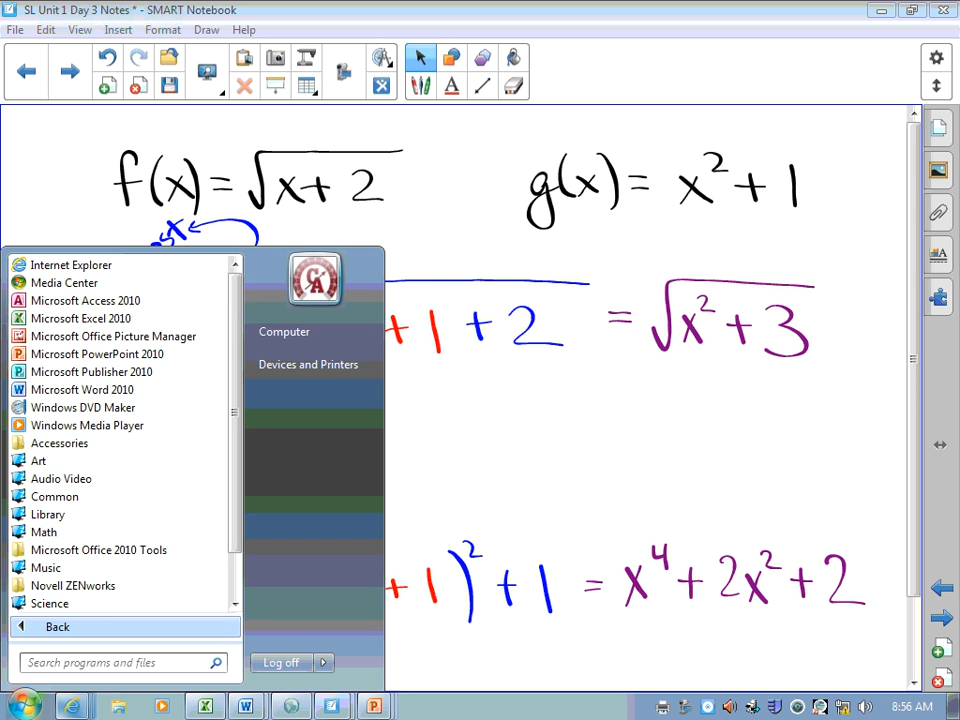 SL Unit 1 Day 3 Notes * - SMART Notebook
File Edit View Insert Format Draw Help
f(x) = √x + 2
g(x) = x² + 1
x
+ 1 + 2 = √x² + 3
Internet Explorer
Media Center
Microsoft Access 2010
Microsoft Excel 2010
Microsoft Office Picture Manager
Microsoft PowerPoint 2010
Microsoft Publisher 2010
Microsoft Word 2010
Windows DVD Maker
Windows Media Player
Accessories
Art
Audio Video
Common
Library
Math
Microsoft Office 2010 Tools
Music
Novell ZENworks
Science
Back
Search programs and files
Computer
Devices and Printers
Log off
+ 1)² + 1 = x⁴ + 2x² + 2
8:56 AM